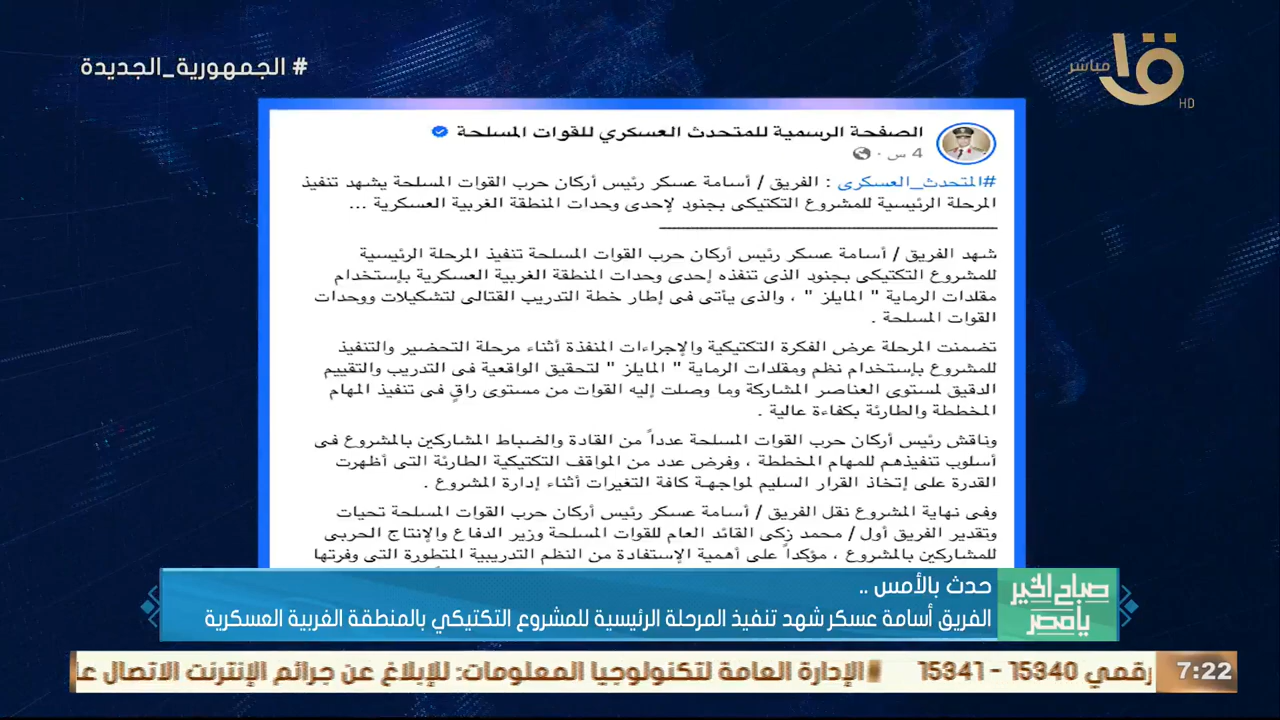 # الجمهورية_الجديدة
مباشر
HD
الصفحة الرسمية للمتحدث العسكري للقوات المسلحة
4 س ·
#المتحدث_العسكرى : الفريق / أسامة عسكر رئيس أركان حرب القوات المسلحة يشهد تنفيذ
المرحلة الرئيسية للمشروع التكتيكى بجنود لإحدى وحدات المنطقة الغربية العسكرية ...
شهد الفريق / أسامة عسكر رئيس أركان حرب القوات المسلحة تنفيذ المرحلة الرئيسية
للمشروع التكتيكى بجنود الذى تنفذه إحدى وحدات المنطقة الغربية العسكرية بإستخدام
مقلدات الرماية " المايلز " ، والذى يأتى فى إطار خطة التدريب القتالى لتشكيلات ووحدات
القوات المسلحة .
تضمنت المرحلة عرض الفكرة التكتيكية والإجراءات المنفذة أثناء مرحلة التحضير والتنفيذ
للمشروع بإستخدام نظم ومقلدات الرماية " المايلز " لتحقيق الواقعية فى التدريب والتقييم
الدقيق لمستوى العناصر المشاركة وما وصلت إليه القوات من مستوى راقٍ فى تنفيذ المهام
المخططة والطارئة بكفاءة عالية .
وناقش رئيس أركان حرب القوات المسلحة عدداً من القادة والضباط المشاركين بالمشروع فى
أسلوب تنفيذهم للمهام المخططة ، وفرض عدد من المواقف التكتيكية الطارئة التى أظهرت
القدرة على إتخاذ القرار السليم لمواجهة كافة التغيرات أثناء إدارة المشروع .
وفى نهاية المشروع نقل الفريق / أسامة عسكر رئيس أركان حرب القوات المسلحة تحيات
وتقدير الفريق أول / محمد زكى القائد العام للقوات المسلحة وزير الدفاع والإنتاج الحربى
للمشاركين بالمشروع ، مؤكداً على أهمية الإستفادة من النظم التدريبية المتطورة التى وفرتها
صباح الخير
يا مصر
حدث بالأمس ..
الفريق أسامة عسكر شهد تنفيذ المرحلة الرئيسية للمشروع التكتيكي بالمنطقة الغربية العسكرية
7:22
رقمي 15340 - 15341 الإدارة العامة لتكنولوجيا المعلومات: للإبلاغ عن جرائم الإنترنت الاتصال عل